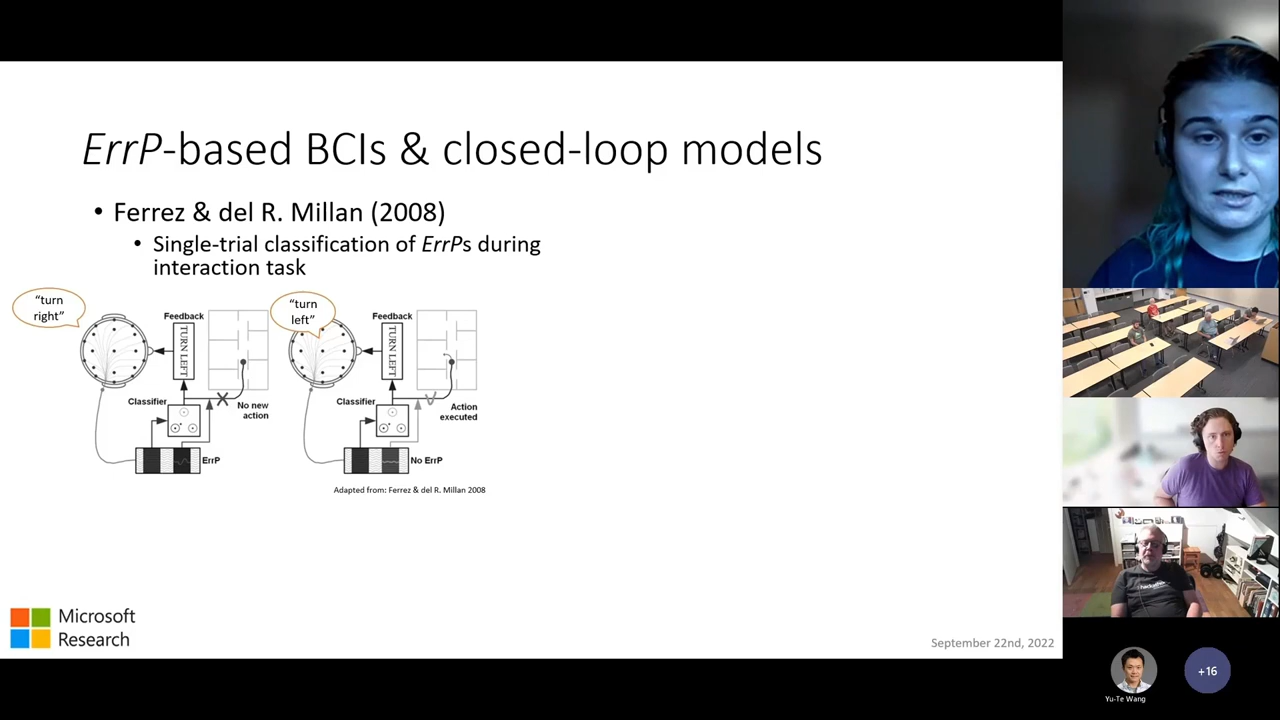 ErrP-based BCIs & closed-loop models
• Ferrez & del R. Millan (2008)
• Single-trial classification of ErrPs during
interaction task
"turn
right"
Feedback
TURN LEFT
Classifier
No new
action
ErrP
"turn
left"
Feedback
TURN LEFT
Classifier
Action
executed
No ErrP
Adapted from: Ferrez & del R. Millan 2008
Microsoft
Research
September 22nd, 2022
Yu-Te Wang
+16